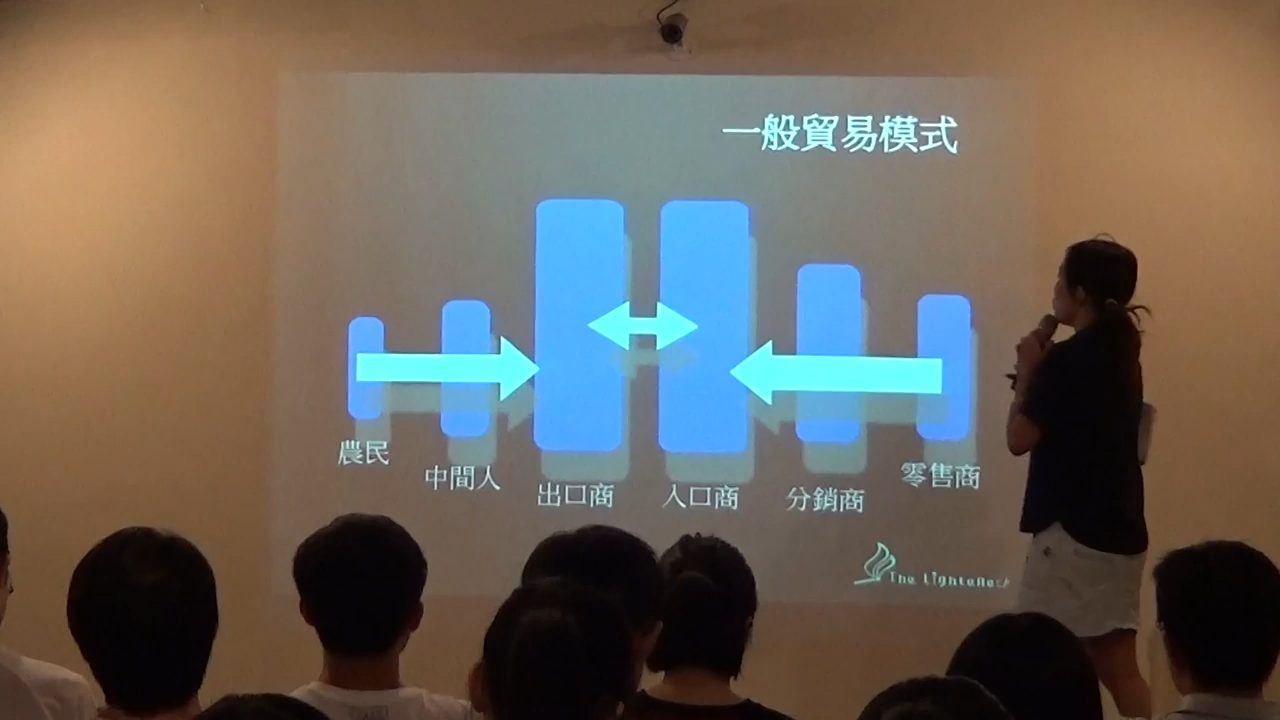 一般貿易模式
農民
中間人
出口商
入口商
分銷商
零售商
The